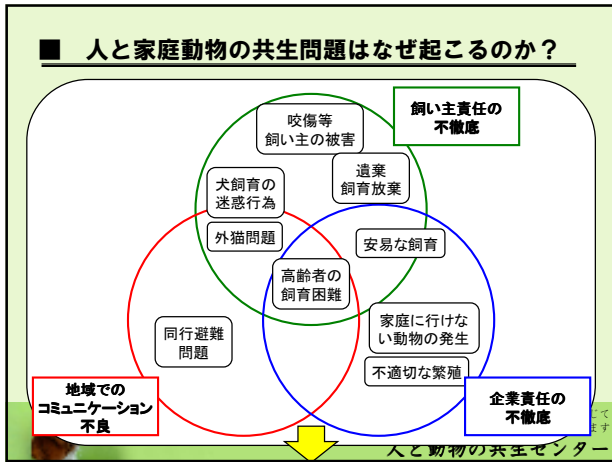 ■ 人と家庭動物の共生問題はなぜ起こるのか？
飼い主責任の
不徹底
咬傷等
飼い主の被害
遺棄
飼育放棄
犬飼育の
迷惑行為
外猫問題
安易な飼育
高齢者の
飼育困難
同行避難
問題
家庭に行けな
い動物の発生
不適切な繁殖
地域での
コミュニケーション
不良
企業責任の
不徹底
じて
ます
人と動物の共生センター